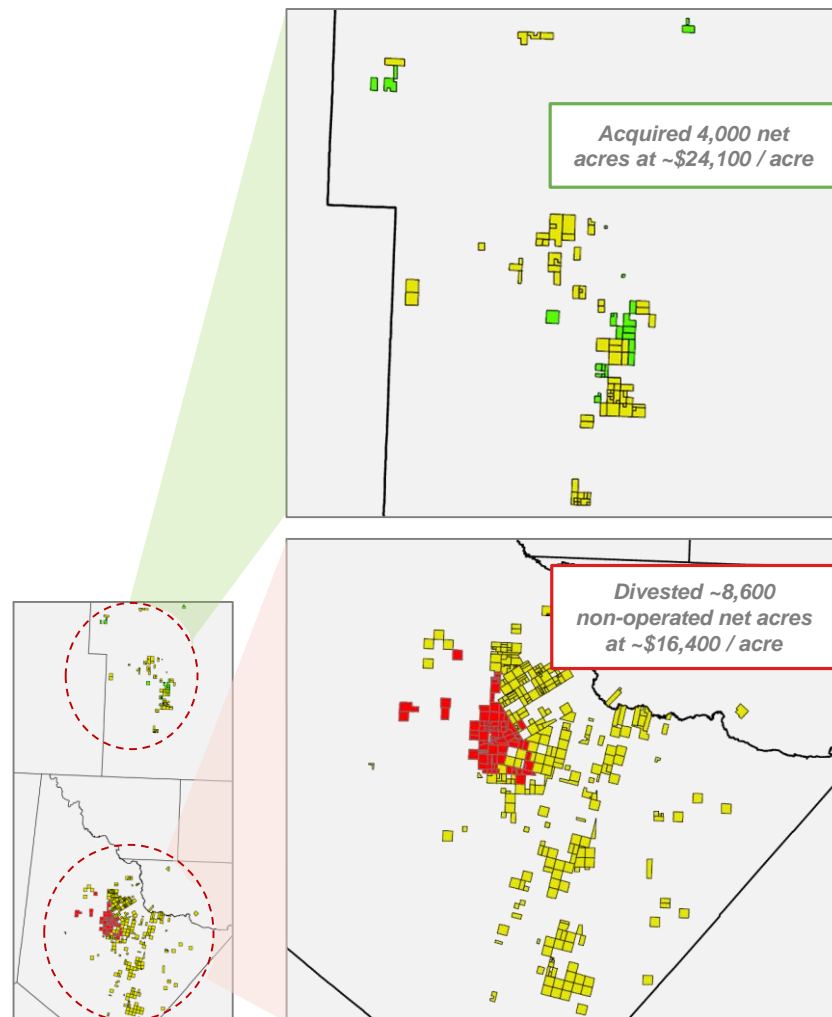 Acquired 4,000 net
acres at ~$24,100 / acre
Divested ~8,600
non-operated net acres
at ~$16,400 / acre